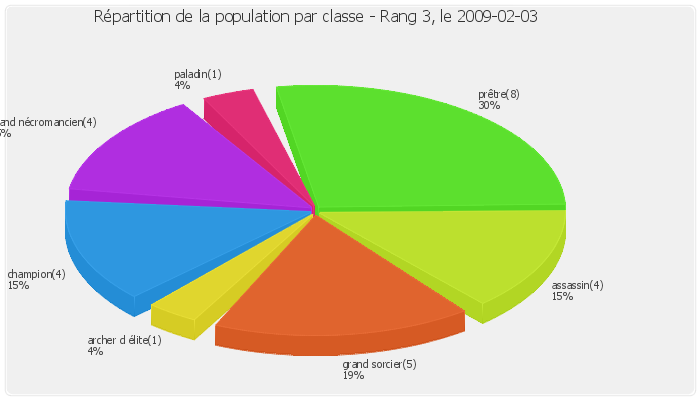 Répartition de la population par classe - Rang 3, le 2009-02-03
paladin(1)
4%
prêtre(8)
30%
and nécromancien(4)
5%
champion(4)
15%
assassin(4)
15%
archer d élite(1)
4%
grand sorcier(5)
19%